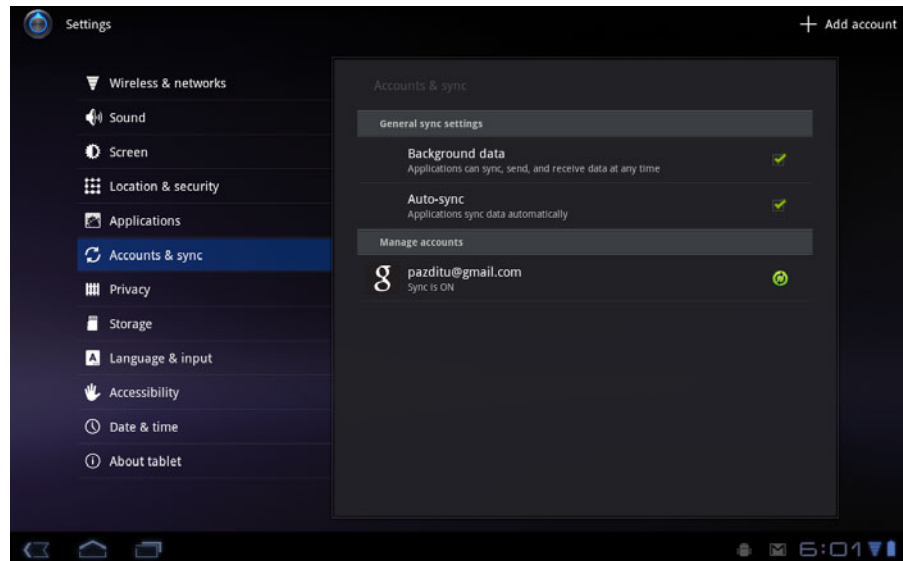 Settings
Add account
Wireless & networks
Sound
Screen
Location & security
Applications
Accounts & sync
Privacy
Storage
Language & input
Accessibility
Date & time
About tablet
Accounts & sync
General sync settings
Background data
Applications can sync, send, and receive data at any time
Auto-sync
Applications sync data automatically
Manage accounts
pazditu@gmail.com
Sync is ON
6:01